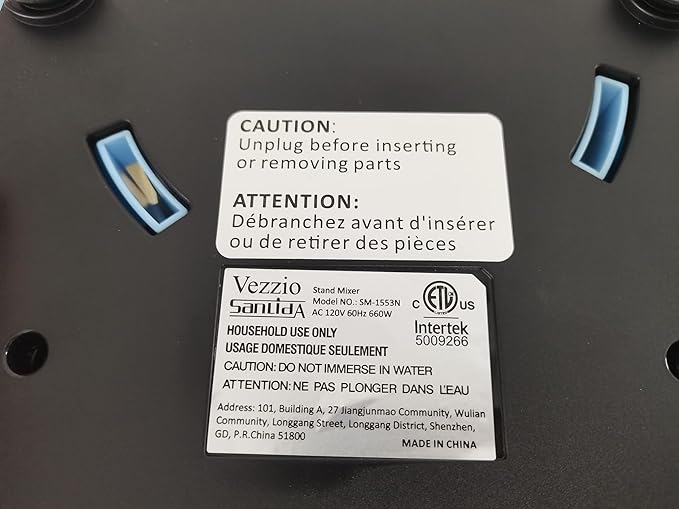 CAUTION:
Unplug before inserting
or removing parts
ATTENTION:
Débranchez avant d'insérer
ou de retirer des pièces
Vezzio
SanLidA
Stand Mixer
Model NO.: SM-1553N
AC 120V 60Hz 660W
C ETL US
LISTED
Intertek
5009266
HOUSEHOLD USE ONLY
USAGE DOMESTIQUE SEULEMENT
CAUTION: DO NOT IMMERSE IN WATER
ATTENTION: NE PAS PLONGER DANS L'EAU
Address: 101, Building A, 27 Jiangjunmao Community, Wulian
Community, Longgang Street, Longgang District, Shenzhen,
GD, P.R.China 51800
MADE IN CHINA